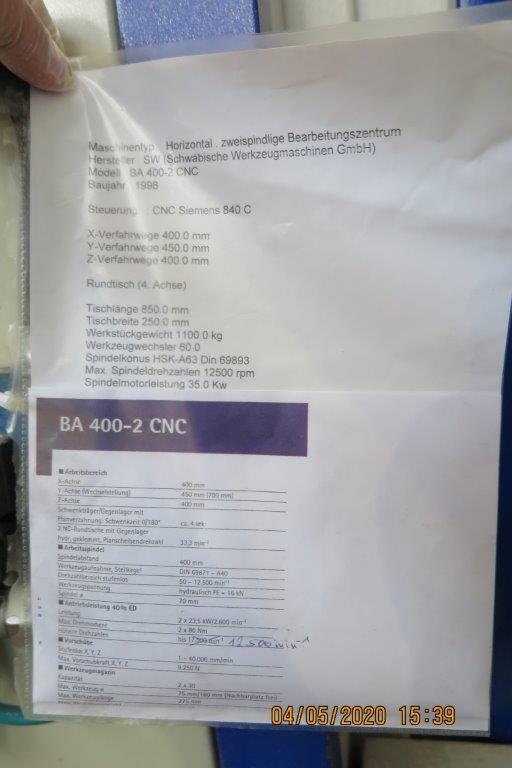 Maschinentyp: Horizontal . zweispindlige Bearbeitungszentrum
Hersteller SW (Schwäbische Werkzeugmaschinen GmbH)
Modell BA 400-2 CNC
Baujahr 1998
Steuerung : CNC Siemens 840 C
X-Verfahrwege 400.0 mm
Y-Verfahrwege 450.0 mm
Z-Verfahrwege 400.0 mm
Rundtisch (4. Achse)
Tischlänge 850.0 mm
Tischbreite 250.0 mm
Werkstückgewicht 1100.0 kg
Werkzeugwechsler 60.0
Spindelkonus HSK-A63 Din 69893
Max. Spindeldrehzahlen 12500 rpm
Spindelmotorleistung 35.0 Kw
BA 400-2 CNC
■ Arbeitsbereich
X-Achse 400 mm
Y-Achse (Wechselstellung) 450 mm (700 mm)
Z-Achse 400 mm
Schwenkträger/Gegenlager mit
Planverzahnung: Schwenkzeit 0/180° ca. 4 sek
2 NC-Rundtische mit Gegenlager
hydr. geklemmt, Planscheibendrehzahl 33,3 min⁻¹
■ Arbeitsspindel
Spindelabstand 400 mm
Werkzeugaufnahme, Steilkegel DIN 69871 - A40
Drehzahlbereich stufenlos 50 - 12.500 min⁻¹
Werkzeugspannung hydraulisch FE = 16 kN
Spindel ø 70 mm
■ Antriebsleistung 40% ED
Leistung 2 x 23,5 kW/2.800 min⁻¹
Max. Drehmoment 2 x 80 Nm
Höhere Drehzahlen bis 12.500 min⁻¹
■ Vorschübe
Stufenlos X, Y, Z 1 - 40.000 mm/min
Max. Vorschubkraft X, Y, Z 9.250 N
■ Werkzeugmagazin
Kapazität 2 x 30
Max. Werkzeug ø 75 mm/160 mm (Nachbarplatz frei)
Max. Werkzeuglänge 275 mm
04/05/2020 15:39